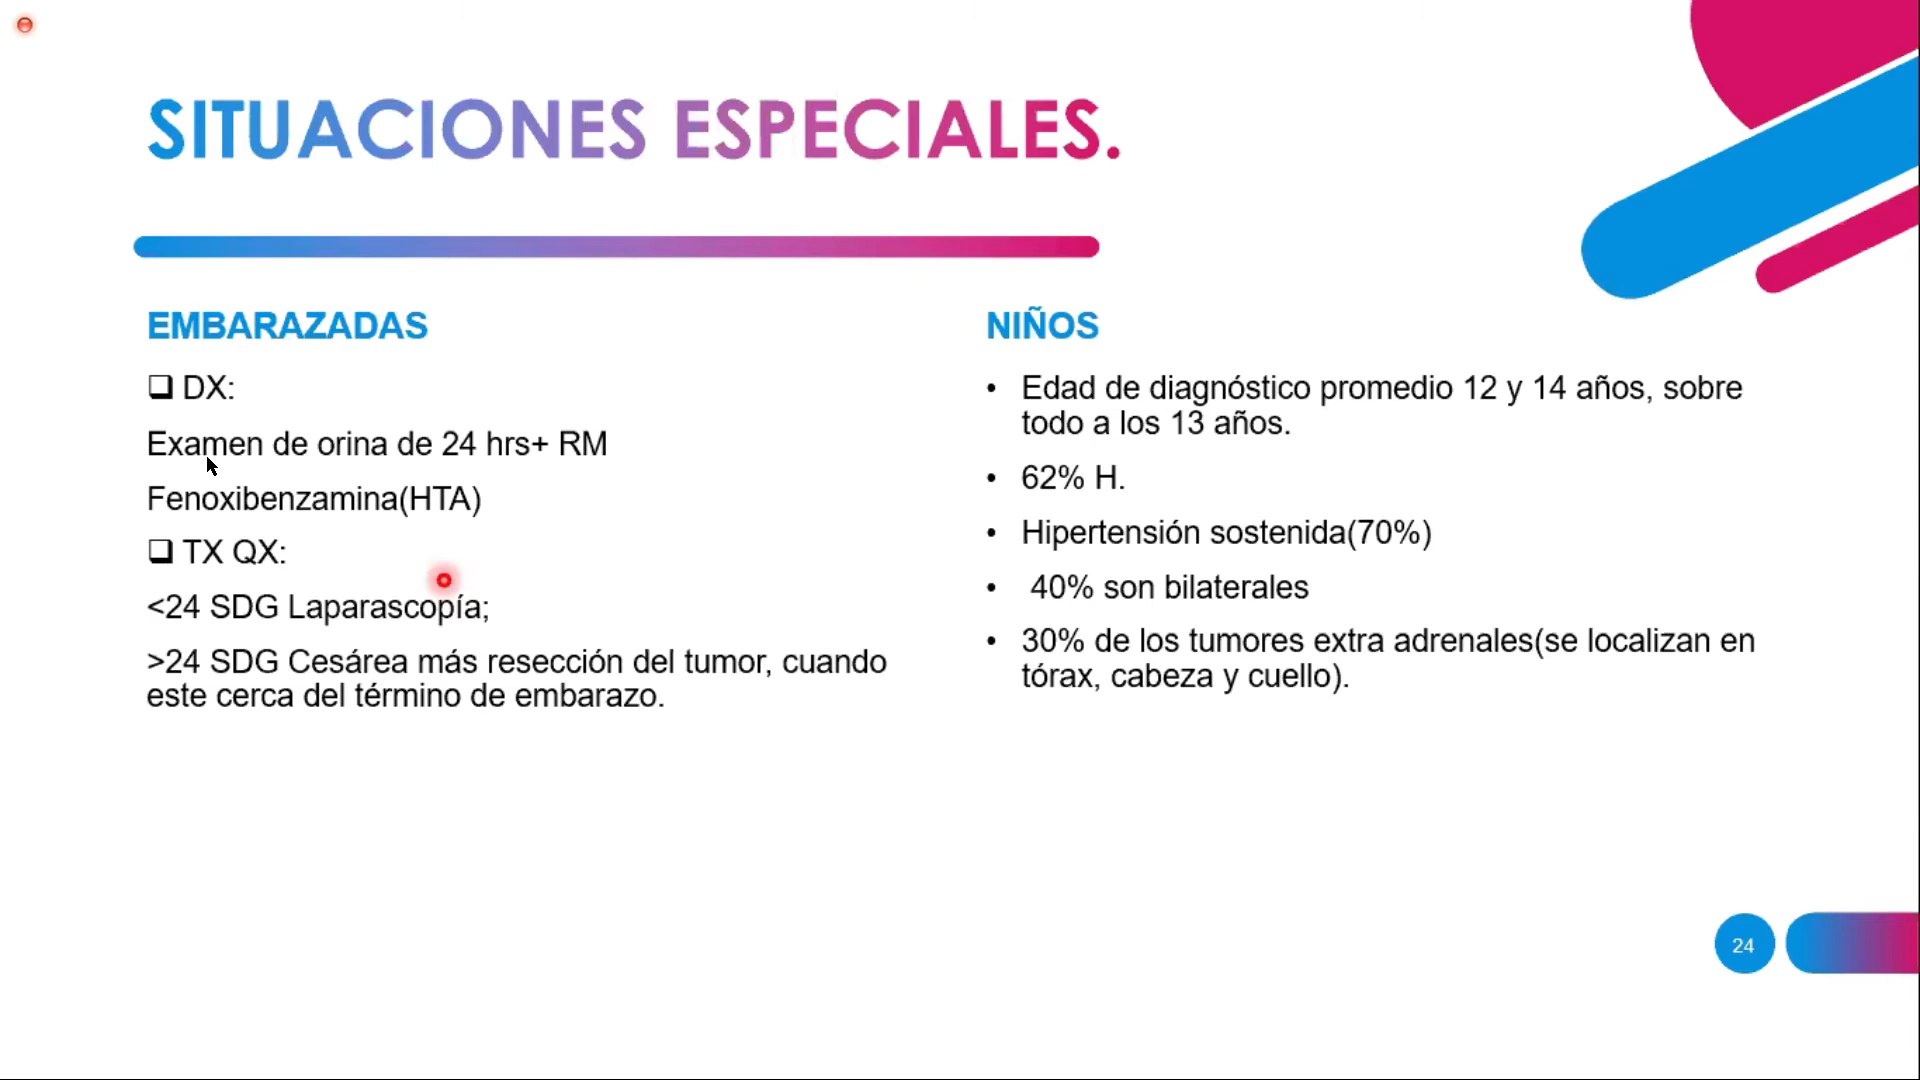 SITUACIONES ESPECIALES.
EMBARAZADAS
❑ DX:
Examen de orina de 24 hrs+ RM
Fenoxibenzamina(HTA)
❑ TX QX:
<24 SDG Laparascopía;
>24 SDG Cesárea más resección del tumor, cuando
este cerca del término de embarazo.
NIÑOS
• Edad de diagnóstico promedio 12 y 14 años, sobre
todo a los 13 años.
• 62% H.
• Hipertensión sostenida(70%)
• 40% son bilaterales
• 30% de los tumores extra adrenales(se localizan en
tórax, cabeza y cuello).
24